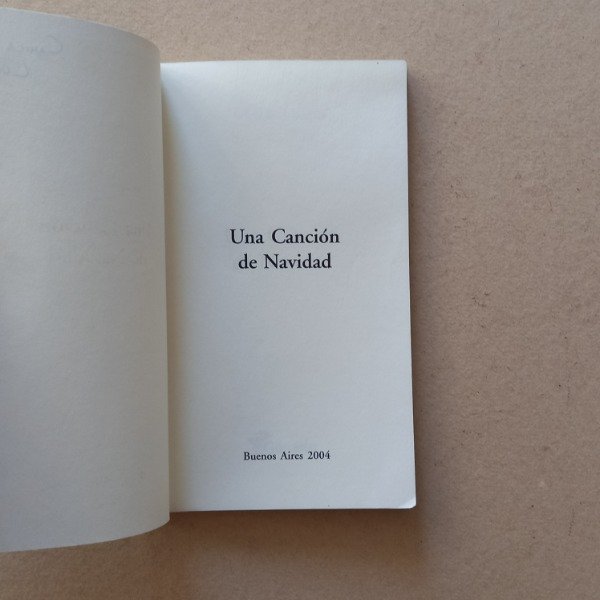 Una Canción
de Navidad
Buenos Aires 2004